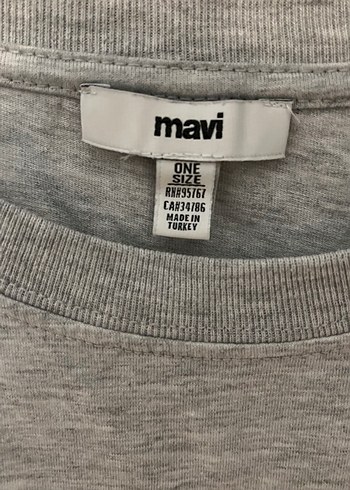 mavi
ONE
SIZE
RN#95767
CA#34786
MADE IN
TURKEY